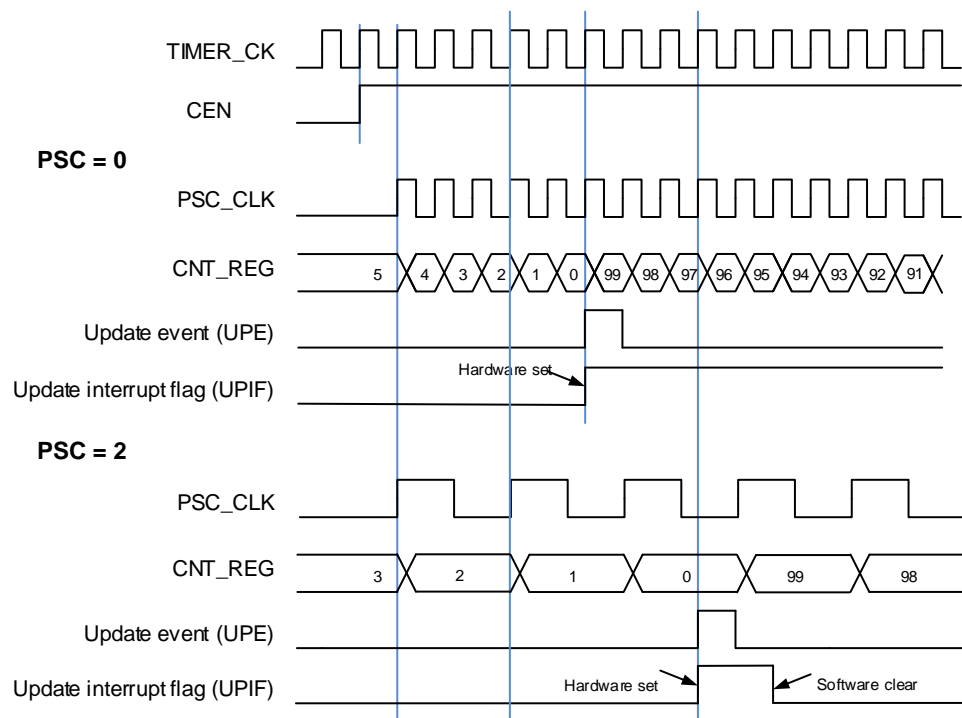 TIMER_CK
CEN
PSC = 0
PSC_CLK
CNT_REG 5 4 3 2 1 0 99 98 97 96 95 94 93 92 91
Update event (UPE)
Hardware set
Update interrupt flag (UPIF)
PSC = 2
PSC_CLK
CNT_REG 3 2 1 0 99 98
Update event (UPE)
Update interrupt flag (UPIF) Hardware set Software clear